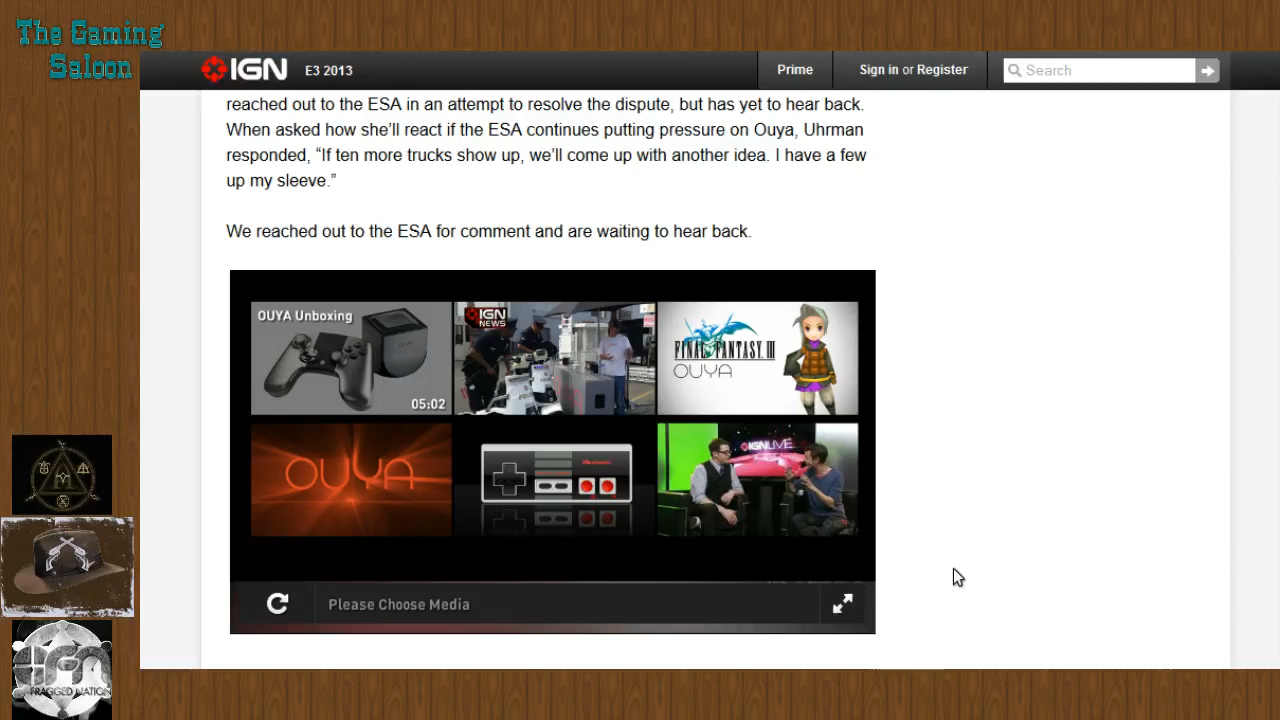 The Gaming
Saloon
IGN E3 2013 Prime Sign in or Register Search
reached out to the ESA in an attempt to resolve the dispute, but has yet to hear back.
When asked how she’ll react if the ESA continues putting pressure on Ouya, Uhrman
responded, “If ten more trucks show up, we’ll come up with another idea. I have a few
up my sleeve.”
We reached out to the ESA for comment and are waiting to hear back.
OUYA Unboxing
05:02
IGN
NEWS
FINAL FANTASY III
OUYA
OUYA
Nintendo
IGN LIVE
Please Choose Media
FRAGGED NATION